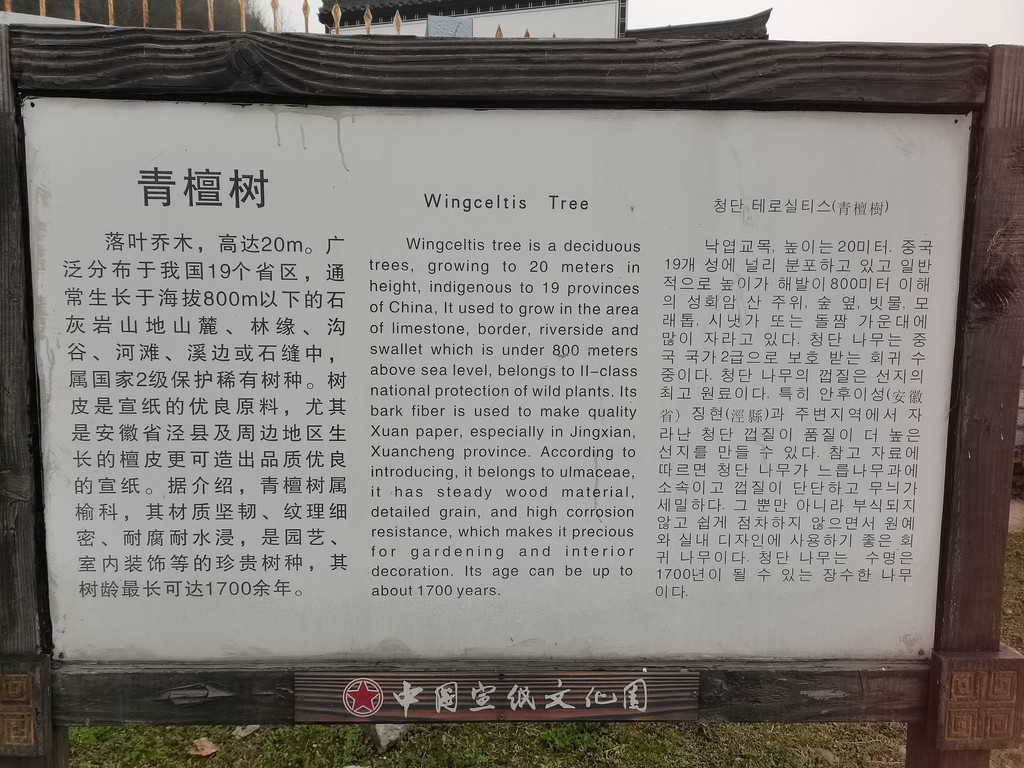 青檀树
落叶乔木，高达20m。广
泛分布于我国19个省区，通
常生长于海拔800m以下的石
灰岩山地山麓、林缘、沟
谷、河滩、溪边或石缝中，
属国家2级保护稀有树种。树
皮是宣纸的优良原料，尤其
是安徽省泾县及周边地区生
长的檀皮更可造出品质优良
的宣纸。据介绍，青檀树属
榆科，其材质坚韧、纹理细
密、耐腐耐水浸，是园艺、
室内装饰等的珍贵树种，其
树龄最长可达1700余年。
Wingceltis Tree
Wingceltis tree is a deciduous
trees, growing to 20 meters in
height, indigenous to 19 provinces
of China, It used to grow in the area
of limestone, border, riverside and
swallet which is under 800 meters
above sea level, belongs to II-class
national protection of wild plants. Its
bark fiber is used to make quality
Xuan paper, especially in Jingxian,
Xuancheng province. According to
introducing, it belongs to ulmaceae,
it has steady wood material,
detailed grain, and high corrosion
resistance, which makes it precious
for gardening and interior
decoration. Its age can be up to
about 1700 years.
청단 테로실티스(青檀樹)
낙엽교목, 높이는 20미터. 중국
19개 성에 널리 분포하고 있고 일반
적으로 높이가 해발이 800미터 이해
의 성회암 산 주위, 숲 옆, 빗물, 모
래톱, 시냇가 또는 돌짬 가운대에
많이 자라고 있다. 청단 나무는 중
국 국가 2급으로 보호 받는 회귀 수
중이다. 청단 나무의 껍질은 선지의
최고 원료이다. 특히 안후이성(安徽
省) 징현(涇縣)과 주변지역에서 자
라난 청단 껍질이 품질이 더 높은
선지를 만들 수 있다. 참고 자료에
따르면 청단 나무가 느릅나무과에
소속이고 껍질이 단단하고 무늬가
세밀하다. 그 뿐만 아니라 부식되지
않고 쉽게 점차하지 않으면서 원예
와 실내 디자인에 사용하기 좋은 회
귀 나무이다. 청단 나무는 수명은
1700년이 될 수 있는 장수한 나무
이다.
中国宣纸文化园